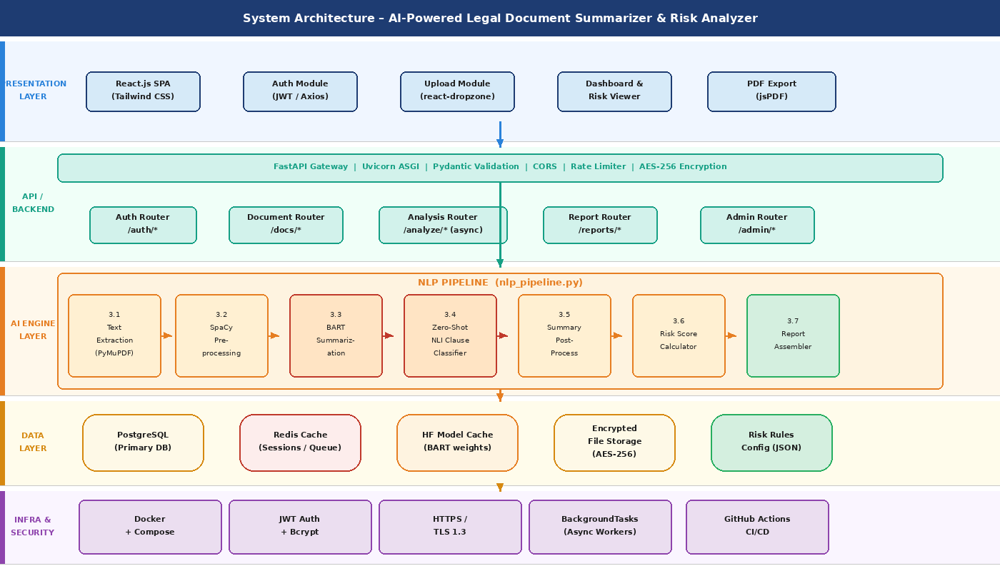 System Architecture – AI-Powered Legal Document Summarizer & Risk Analyzer
RESENTATION
LAYER
React.js SPA
(Tailwind CSS)
Auth Module
(JWT / Axios)
Upload Module
(react-dropzone)
Dashboard &
Risk Viewer
PDF Export
(jsPDF)
API /
BACKEND
FastAPI Gateway | Uvicorn ASGI | Pydantic Validation | CORS | Rate Limiter | AES-256 Encryption
Auth Router
/auth/*
Document Router
/docs/*
Analysis Router
/analyze/* (async)
Report Router
/reports/*
Admin Router
/admin/*
AI ENGINE
LAYER
NLP PIPELINE (nlp_pipeline.py)
3.1
Text
Extraction
(PyMuPDF)
3.2
SpaCy
Pre-
processing
3.3
BART
Summariz-
ation
3.4
Zero-Shot
NLI Clause
Classifier
3.5
Summary
Post-
Process
3.6
Risk Score
Calculator
3.7
Report
Assembler
DATA
LAYER
PostgreSQL
(Primary DB)
Redis Cache
(Sessions / Queue)
HF Model Cache
(BART weights)
Encrypted
File Storage
(AES-256)
Risk Rules
Config (JSON)
INFRA &
SECURITY
Docker
+ Compose
JWT Auth
+ Bcrypt
HTTPS /
TLS 1.3
BackgroundTasks
(Async Workers)
GitHub Actions
CI/CD